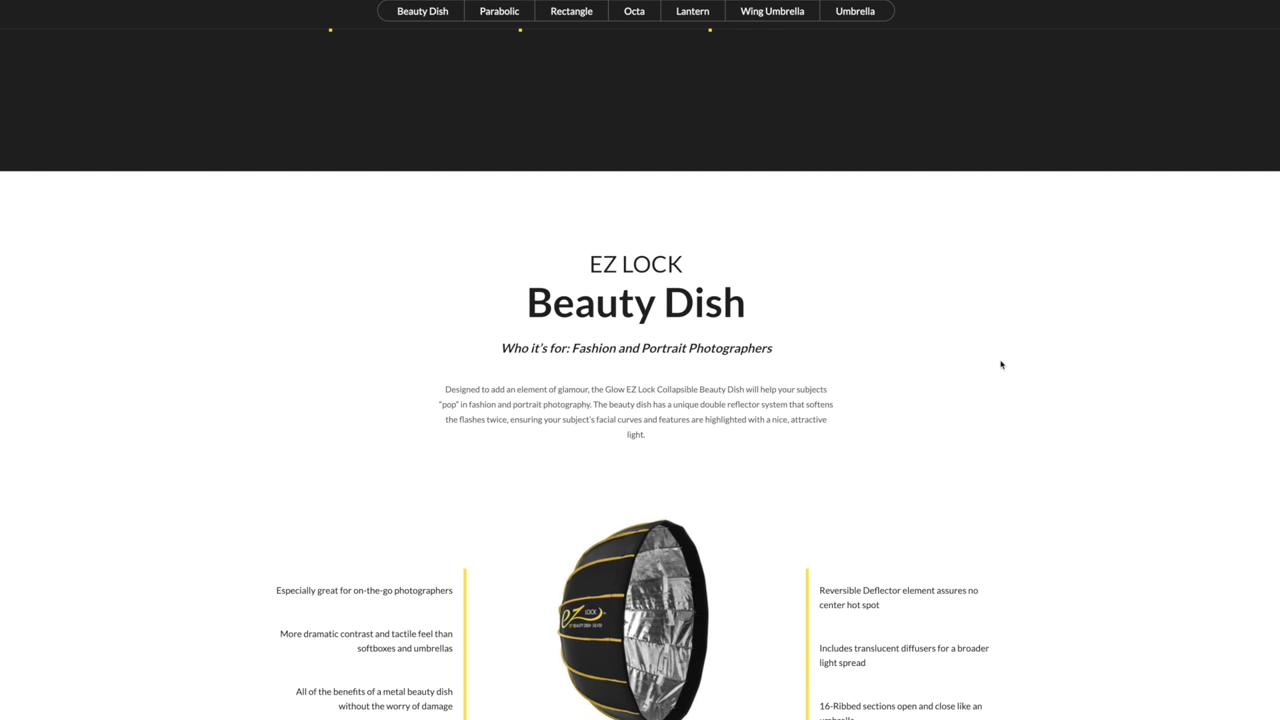 Beauty Dish Parabolic Rectangle Octa Lantern Wing Umbrella Umbrella
EZ LOCK
Beauty Dish
Who it's for: Fashion and Portrait Photographers
Designed to add an element of glamour, the Glow EZ Lock Collapsible Beauty Dish will help your subjects
“pop” in fashion and portrait photography. The beauty dish has a unique double reflector system that softens
the flashes twice, ensuring your subject's facial curves and features are highlighted with a nice, attractive
light.
Especially great for on-the-go photographers
More dramatic contrast and tactile feel than
softboxes and umbrellas
All of the benefits of a metal beauty dish
without the worry of damage
ez LOCK
Reversible Deflector element assures no
center hot spot
Includes translucent diffusers for a broader
light spread
16-Ribbed sections open and close like an
umbrella